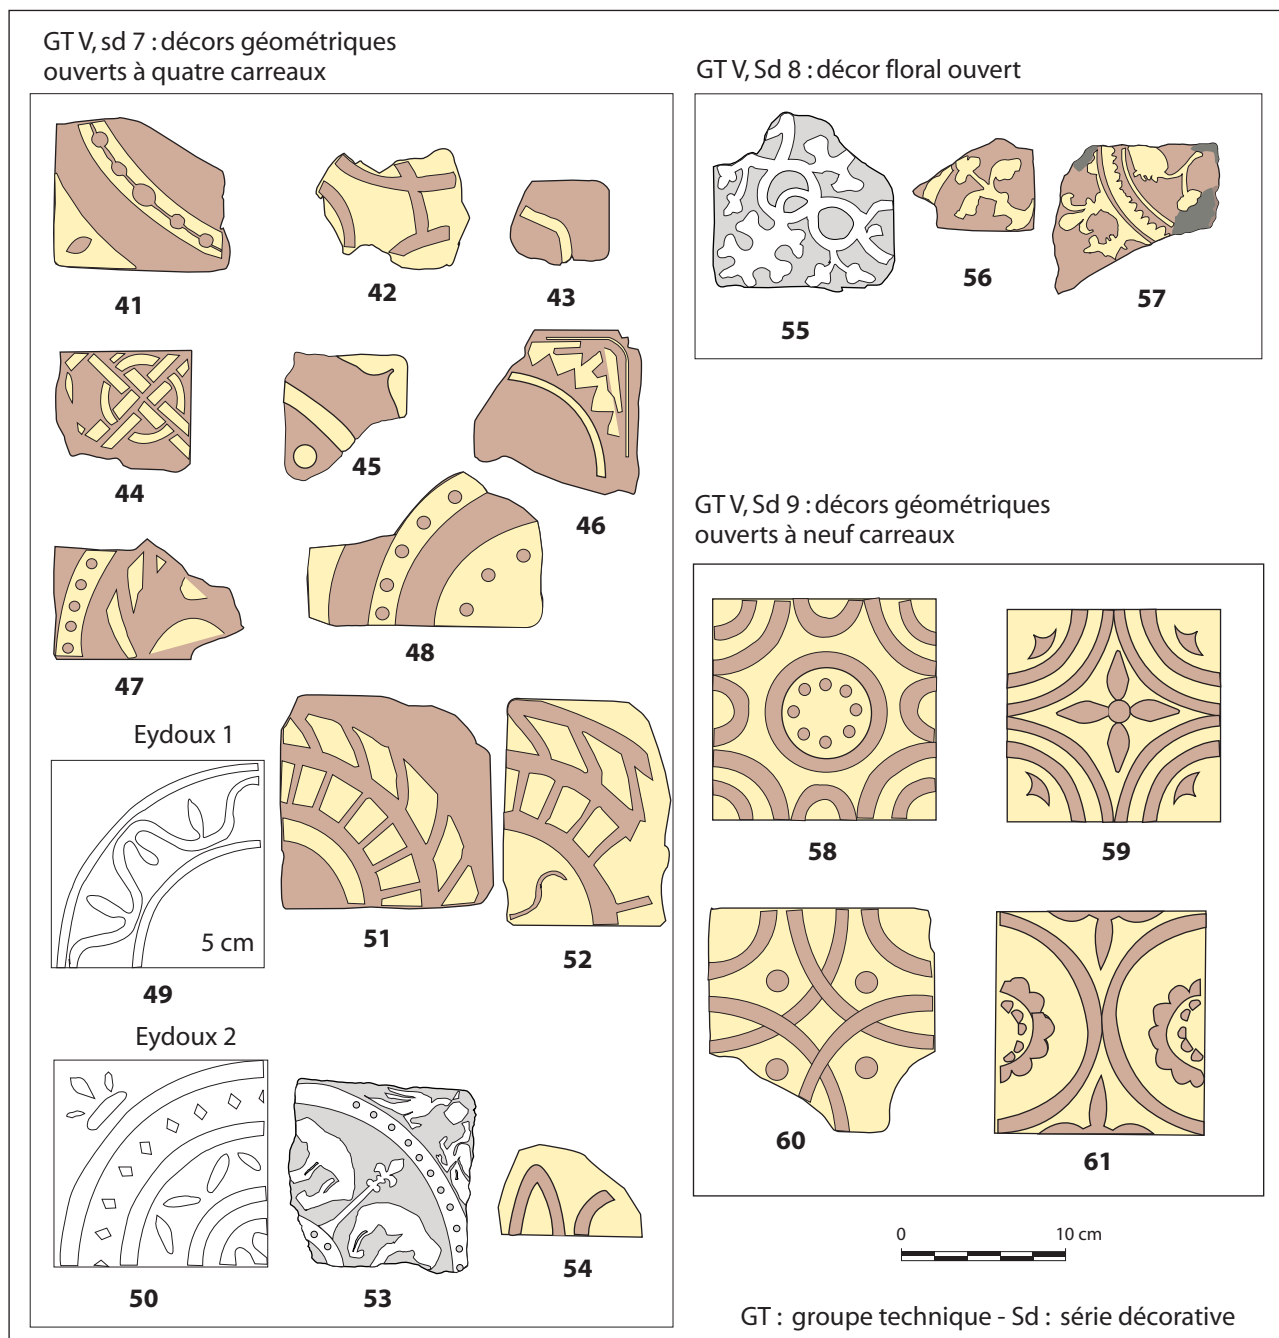 GT V, sd 7 : décors géométriques
ouverts à quatre carreaux
41
42
43
44
45
46
47
48
Eydoux 1
5 cm
49
51
52
Eydoux 2
50
53
54
GT V, Sd 8 : décor floral ouvert
55
56
57
GT V, Sd 9 : décors géométriques
ouverts à neuf carreaux
58
59
60
61
0 10 cm
GT : groupe technique - Sd : série décorative